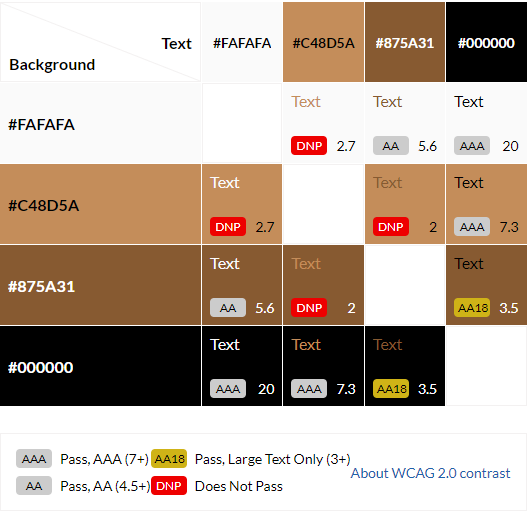 Text
Background
#FAFAFA #C48D5A #875A31 #000000
#FAFAFA
Text Text Text
DNP 2.7 AA 5.6 AAA 20
#C48D5A
Text Text Text
DNP 2.7 DNP 2 AAA 7.3
#875A31
Text Text Text
AA 5.6 DNP 2 AA18 3.5
#000000
Text Text Text
AAA 20 AAA 7.3 AA18 3.5
AAA Pass, AAA (7+) AA18 Pass, Large Text Only (3+)
AA Pass, AA (4.5+) DNP Does Not Pass
About WCAG 2.0 contrast